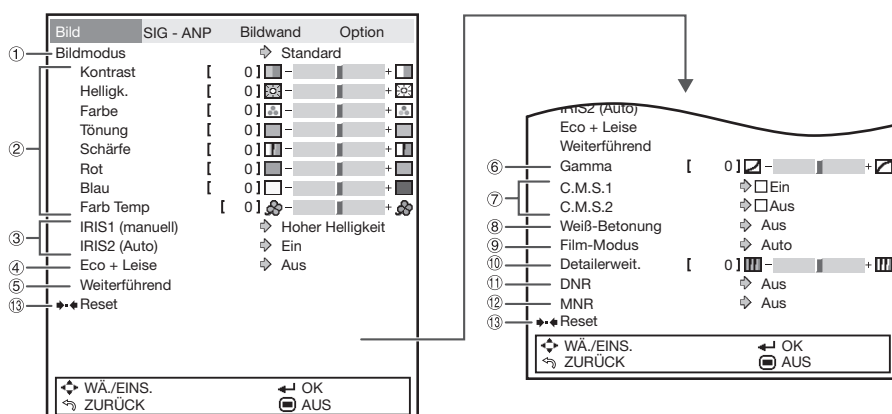 Bild SIG - ANP Bildwand Option
① Bildmodus Standard
②
Kontrast [ 0 ] - +
Helligk. [ 0 ] - +
Farbe [ 0 ] - +
Tönung [ 0 ] - +
Schärfe [ 0 ] - +
Rot [ 0 ] - +
Blau [ 0 ] - +
Farb Temp [ 0 ] - +
③
IRIS1 (manuell) Hoher Helligkeit
IRIS2 (Auto) Ein
④ Eco + Leise Aus
⑤ Weiterführend
⑬ Reset
WÄ./EINS. OK
ZURÜCK AUS
IRIS2 (Auto)
Eco + Leise
Weiterführend
⑥ Gamma [ 0 ] - +
⑦
C.M.S.1 Ein
C.M.S.2 Aus
⑧ Weiß-Betonung Aus
⑨ Film-Modus Auto
⑩ Detailerweit. [ 0 ] - +
⑪ DNR Aus
⑫ MNR Aus
⑬ Reset
WÄ./EINS. OK
ZURÜCK AUS